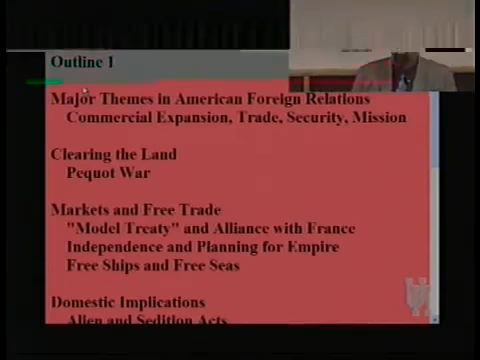 Outline 1
Major Themes in American Foreign Relations
Commercial Expansion, Trade, Security, Mission
Clearing the Land
Pequot War
Markets and Free Trade
"Model Treaty" and Alliance with France
Independence and Planning for Empire
Free Ships and Free Seas
Domestic Implications
Alien and Sedition Acts